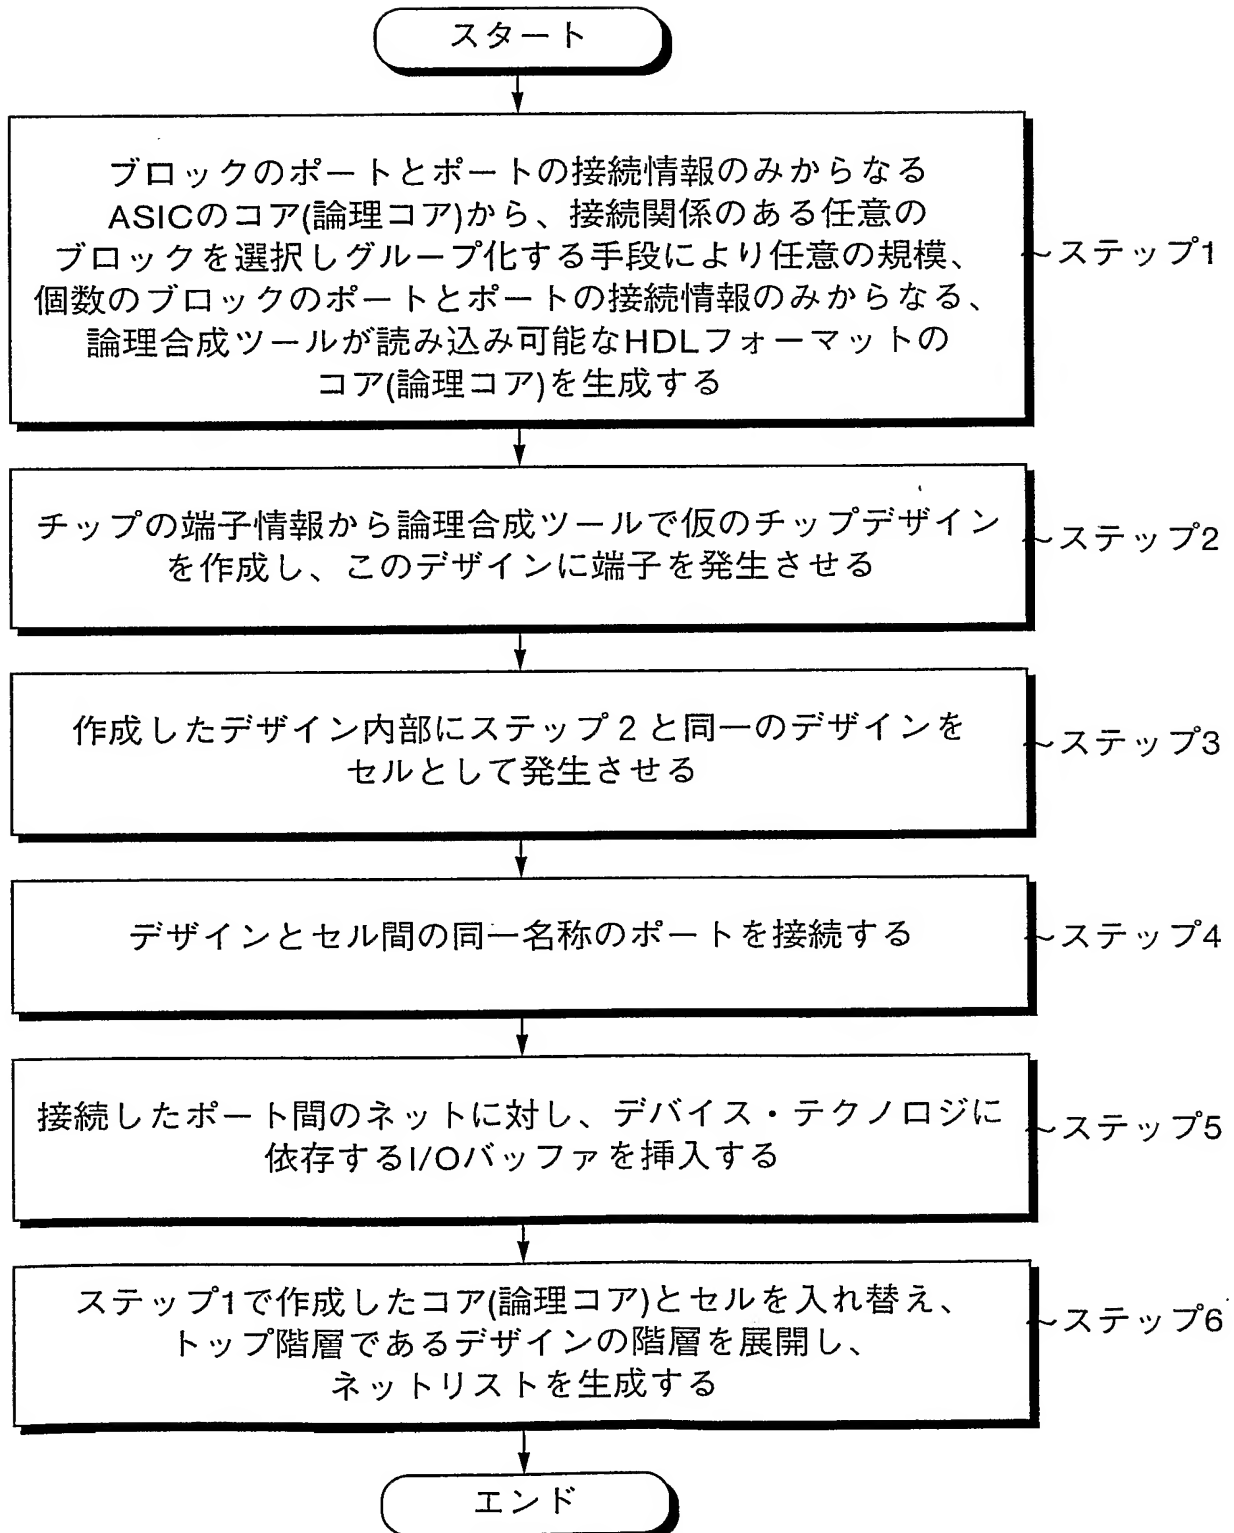 スタート
ブロックのポートとポートの接続情報のみからなる
ASICのコア(論理コア)から、接続関係のある任意の
ブロックを選択しグループ化する手段により任意の規模、
個数のブロックのポートとポートの接続情報のみからなる、
論理合成ツールが読み込み可能なHDLフォーマットの
コア(論理コア)を生成する
ステップ1
チップの端子情報から論理合成ツールで仮のチップデザイン
を作成し、このデザインに端子を発生させる
ステップ2
作成したデザイン内部にステップ２と同一のデザインを
セルとして発生させる
ステップ3
デザインとセル間の同一名称のポートを接続する
ステップ4
接続したポート間のネットに対し、デバイス・テクノロジに
依存するI/Oバッファを挿入する
ステップ5
ステップ1で作成したコア(論理コア)とセルを入れ替え、
トップ階層であるデザインの階層を展開し、
ネットリストを生成する
ステップ6
エンド